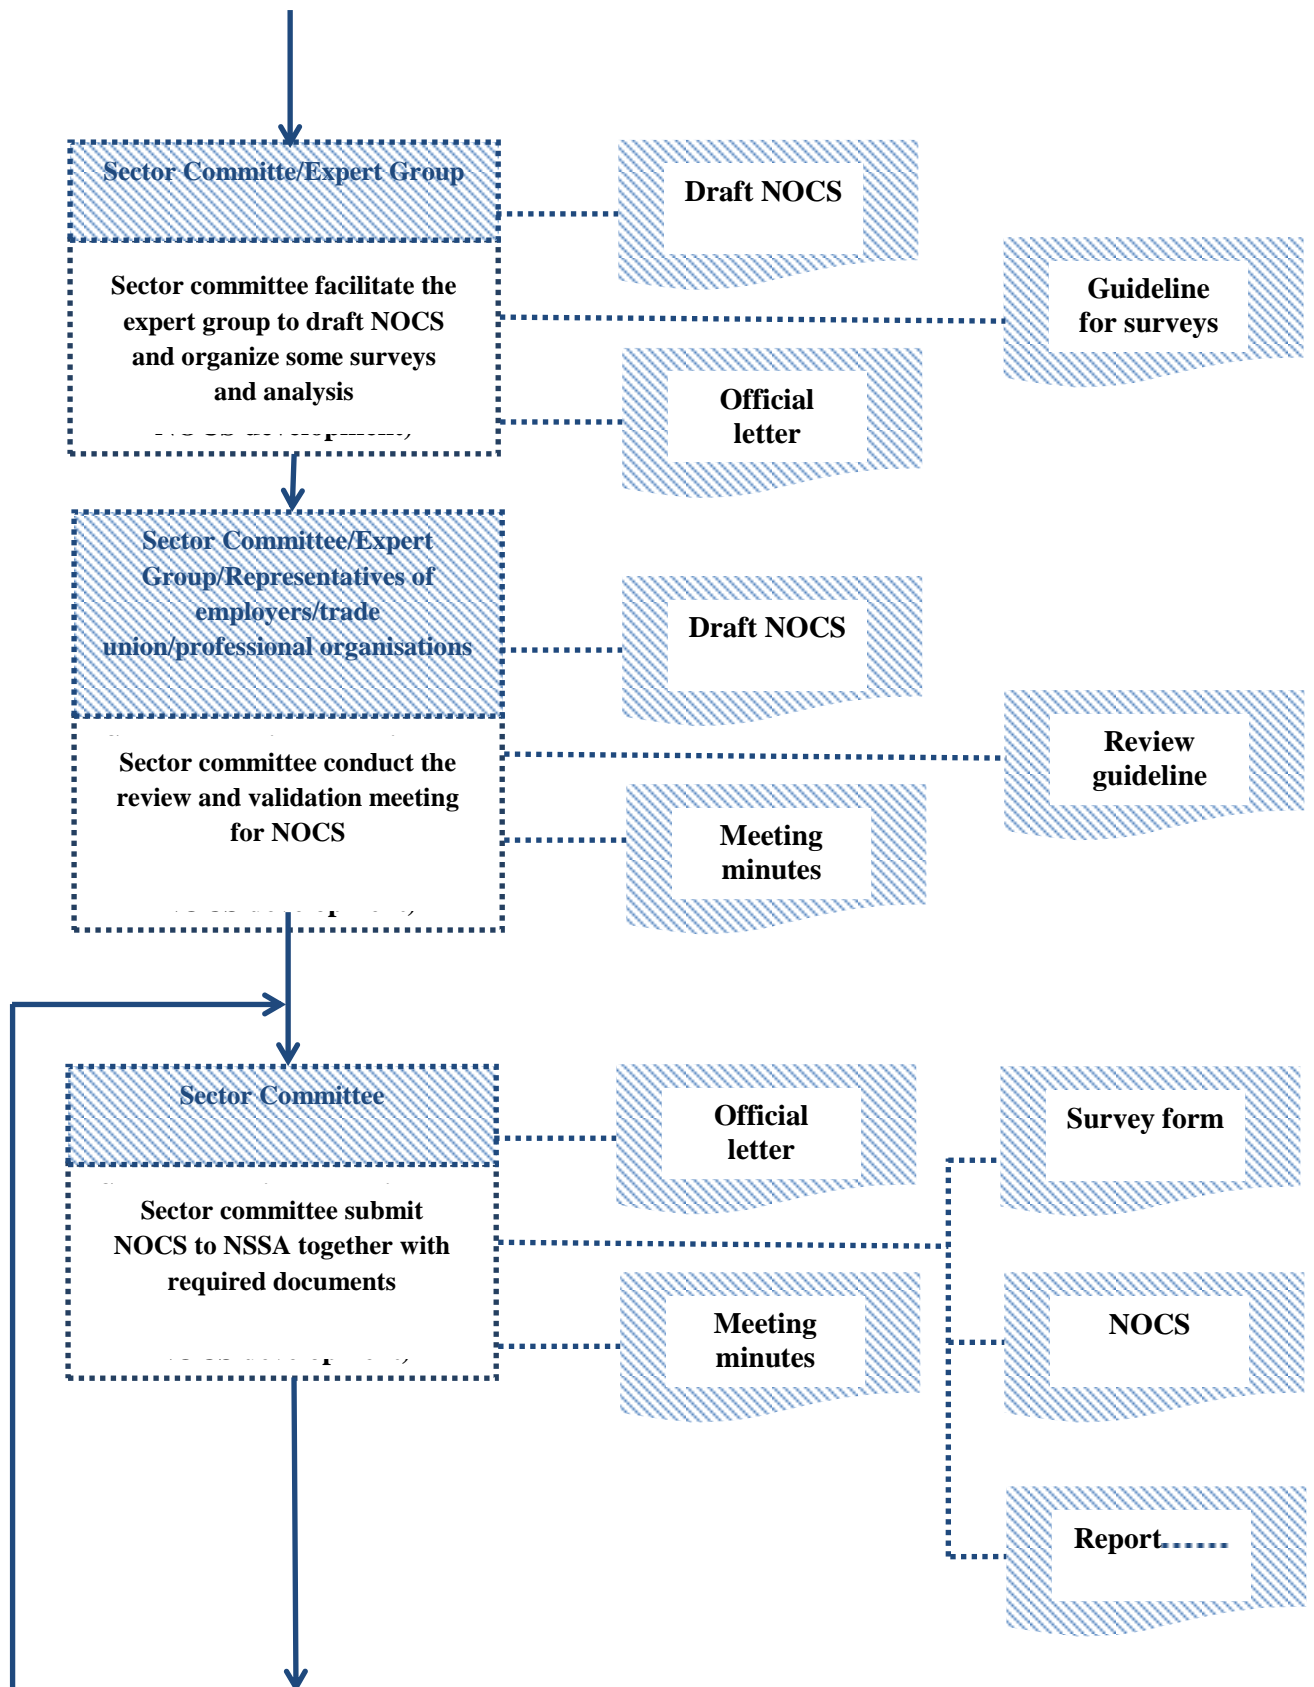 Sector Committe/Expert Group
Sector committee facilitate the
expert group to draft NOCS
and organize some surveys
and analysis
Draft NOCS
Guideline
for surveys
Official
letter
Sector Committee/Expert
Group/Representatives of
employers/trade
union/professional organisations
Sector committee conduct the
review and validation meeting
for NOCS
Draft NOCS
Review
guideline
Meeting
minutes
Sector Committee
Sector committee submit
NOCS to NSSA together with
required documents
Official
letter
Survey form
Meeting
minutes
NOCS
Report